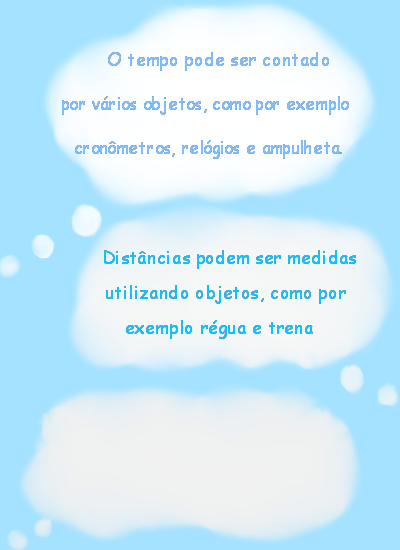 O tempo pode ser contado
por vários objetos, como por exemplo
cronômetros, relógios e ampulheta.
Distâncias podem ser medidas
utilizando objetos, como por
exemplo régua e trena